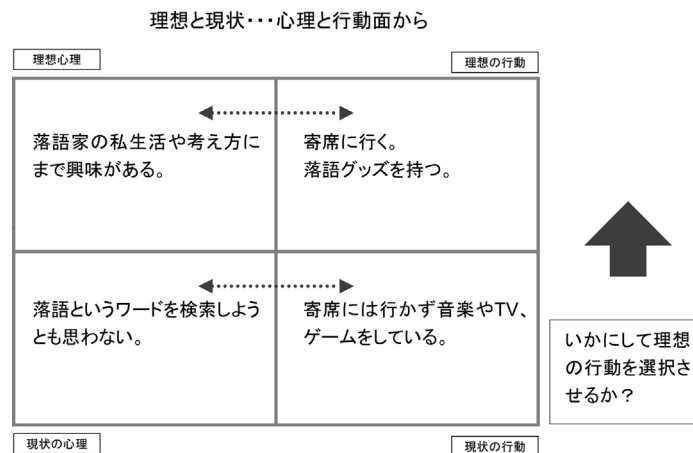 理想と現状・・・心理と行動面から
理想心理
理想の行動
落語家の私生活や考え方に
まで興味がある。
寄席に行く。
落語グッズを持つ。
落語というワードを検索しよう
とも思わない。
寄席には行かず音楽やTV、
ゲームをしている。
いかにして理想
の行動を選択さ
せるか？
現状の心理
現状の行動